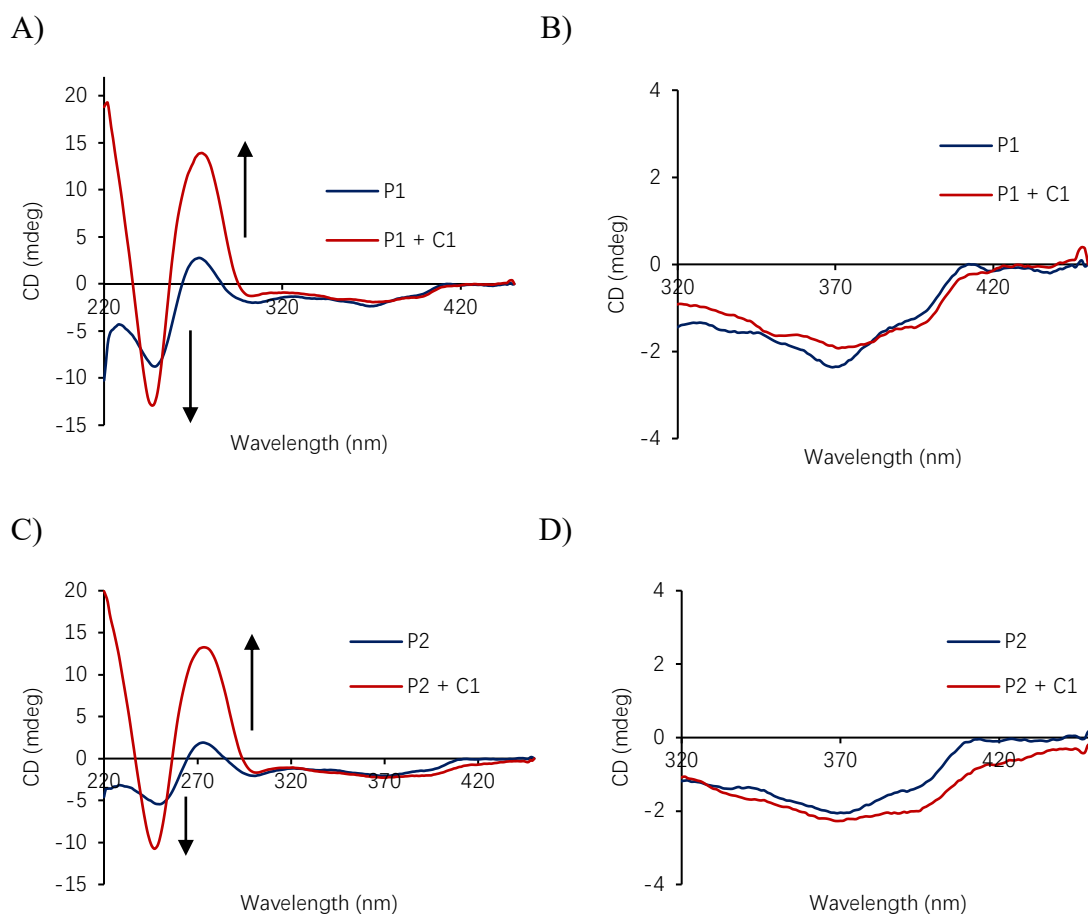 A)
20
15
10
5
0
-5
-10
-15
220
320
420
CD (mdeg)
Wavelength (nm)
P1
P1 + C1
B)
4
2
0
-2
-4
320
370
420
CD (mdeg)
Wavelength (nm)
P1
P1 + C1
C)
20
15
10
5
0
-5
-10
-15
220
270
320
370
420
CD (mdeg)
Wavelength (nm)
P2
P2 + C1
D)
4
2
0
-2
-4
320
370
420
CD (mdeg)
Wavelength (nm)
P2
P2 + C1